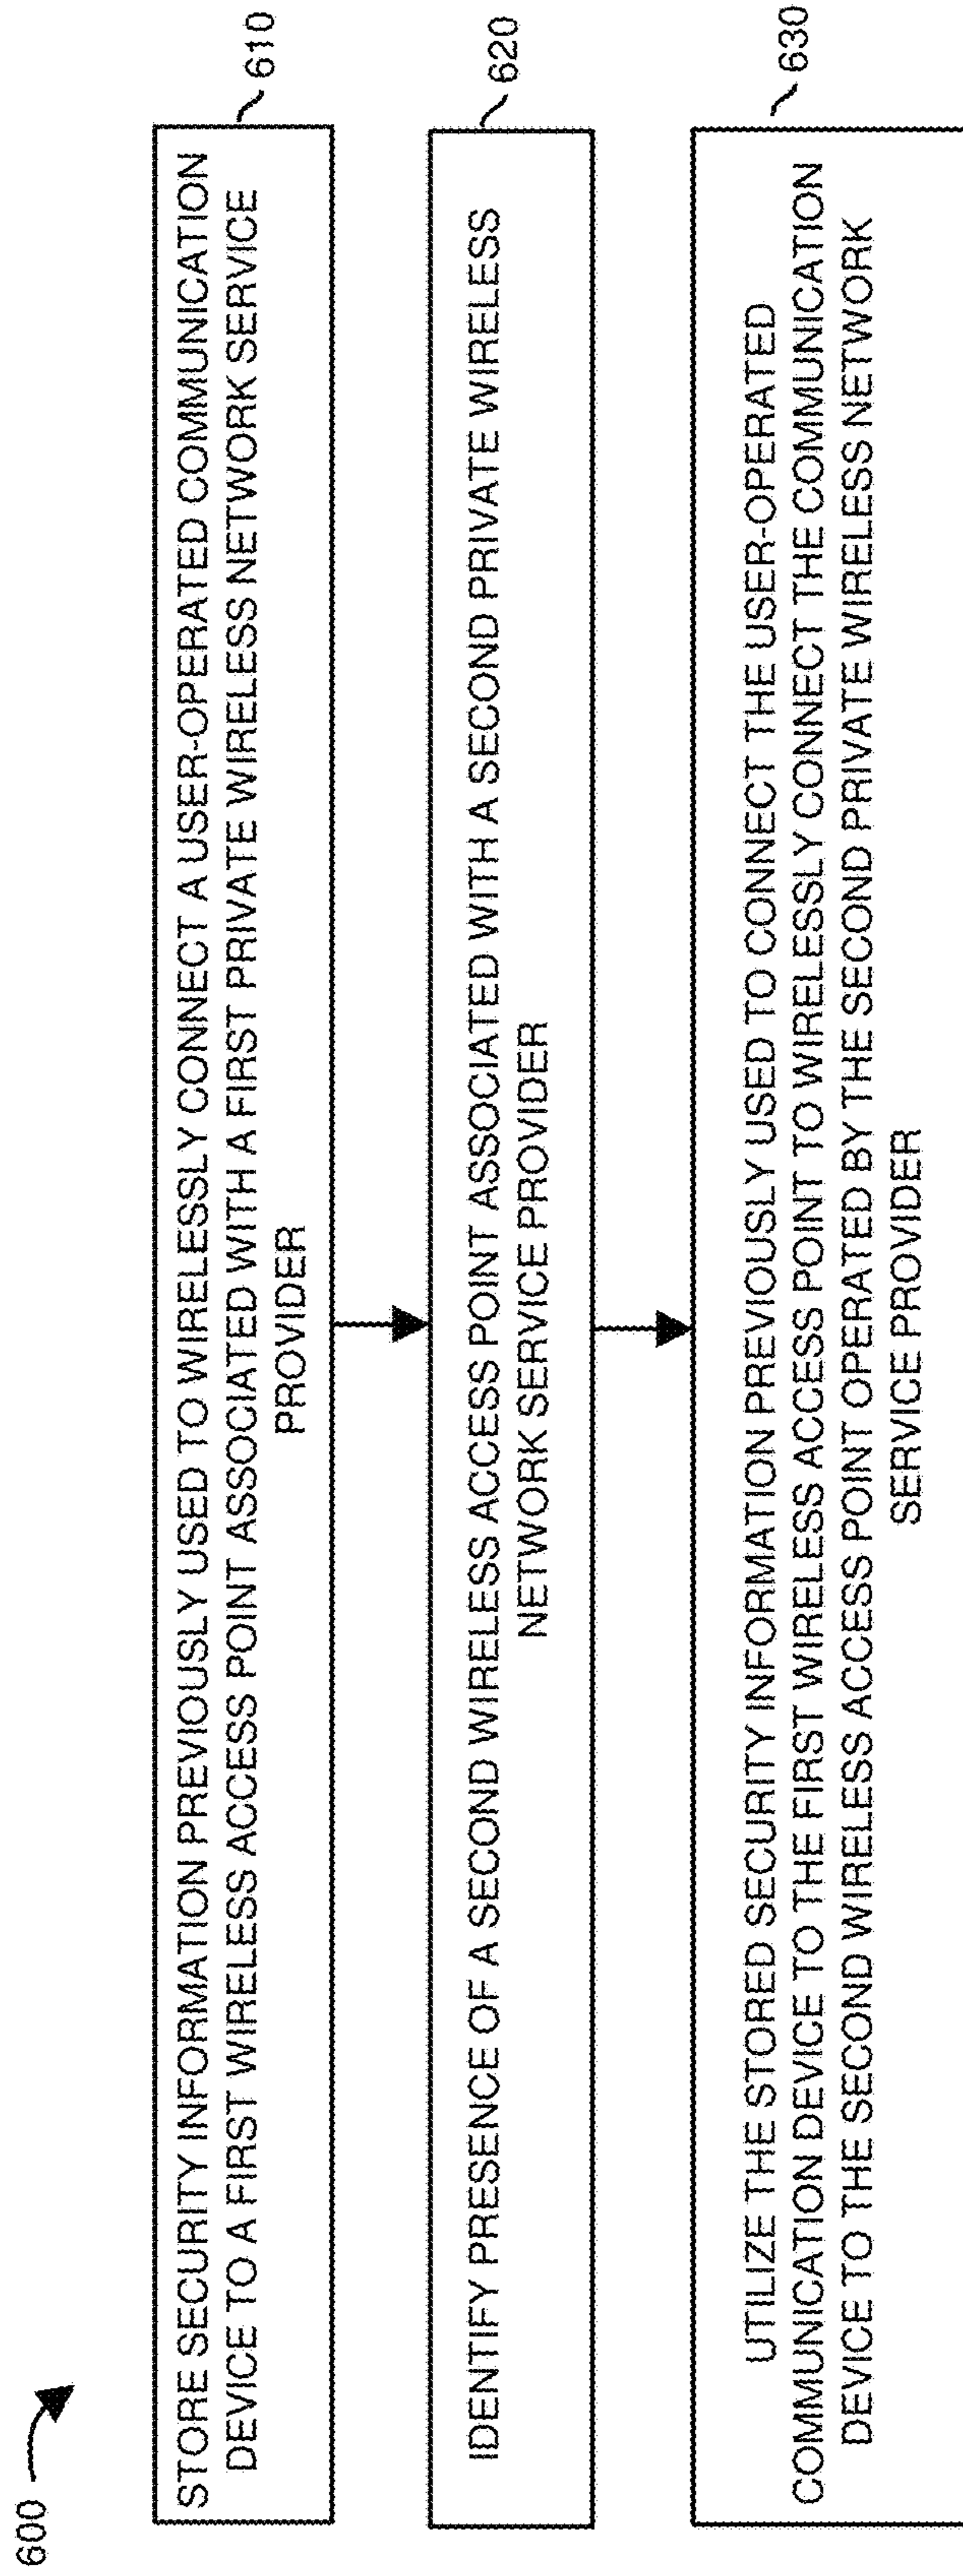 600
STORE SECURITY INFORMATION PREVIOUSLY USED TO WIRELESSLY CONNECT A USER-OPERATED COMMUNICATION
DEVICE TO A FIRST WIRELESS ACCESS POINT ASSOCIATED WITH A FIRST PRIVATE WIRELESS NETWORK SERVICE
PROVIDER
610
IDENTIFY PRESENCE OF A SECOND WIRELESS ACCESS POINT ASSOCIATED WITH A SECOND PRIVATE WIRELESS
NETWORK SERVICE PROVIDER
620
UTILIZE THE STORED SECURITY INFORMATION PREVIOUSLY USED TO CONNECT THE USER-OPERATED
COMMUNICATION DEVICE TO THE FIRST WIRELESS ACCESS POINT TO WIRELESSLY CONNECT THE COMMUNICATION
DEVICE TO THE SECOND WIRELESS ACCESS POINT OPERATED BY THE SECOND PRIVATE WIRELESS NETWORK
SERVICE PROVIDER
630